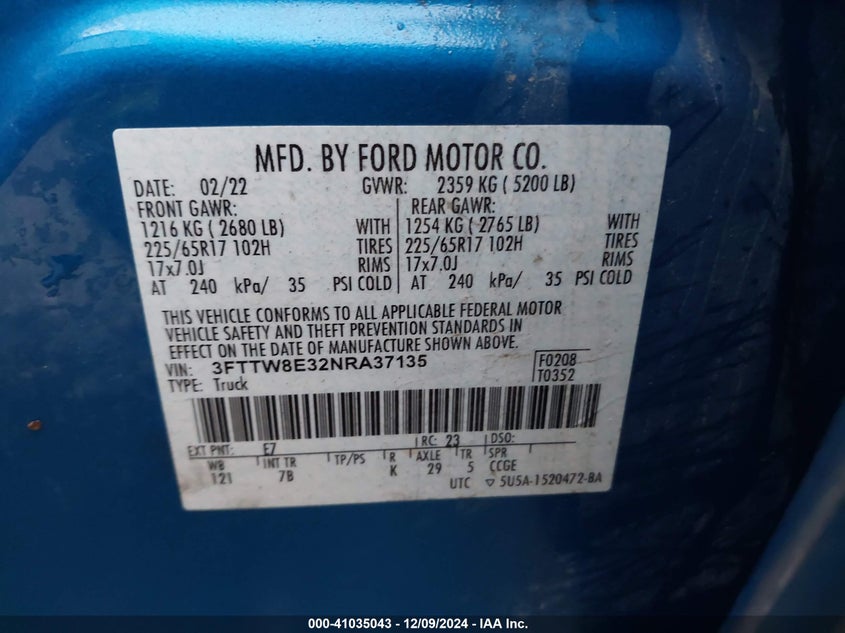 MFD. BY FORD MOTOR CO.
DATE: 02/22 GVWR: 2359 KG ( 5200 LB)
FRONT GAWR: REAR GAWR:
1216 KG ( 2680 LB) WITH 1254 KG ( 2765 LB) WITH
225/65R17 102H TIRES 225/65R17 102H TIRES
17x7.0J RIMS 17x7.0J RIMS
AT 240 kPa/ 35 PSI COLD AT 240 kPa/ 35 PSI COLD
THIS VEHICLE CONFORMS TO ALL APPLICABLE FEDERAL MOTOR
VEHICLE SAFETY AND THEFT PREVENTION STANDARDS IN
EFFECT ON THE DATE OF MANUFACTURE SHOWN ABOVE.
VIN: 3FTTW8E32NRA37135 F0208
TYPE: Truck T0352
EXT PNT: E7 RC: 23 DSO:
WB INT TR TP/PS R AXLE TR SPR
121 7B K 29 5 CCGE
UTC ▽ 5U5A-1520472-BA
000-41035043 - 12/09/2024 - IAA Inc.